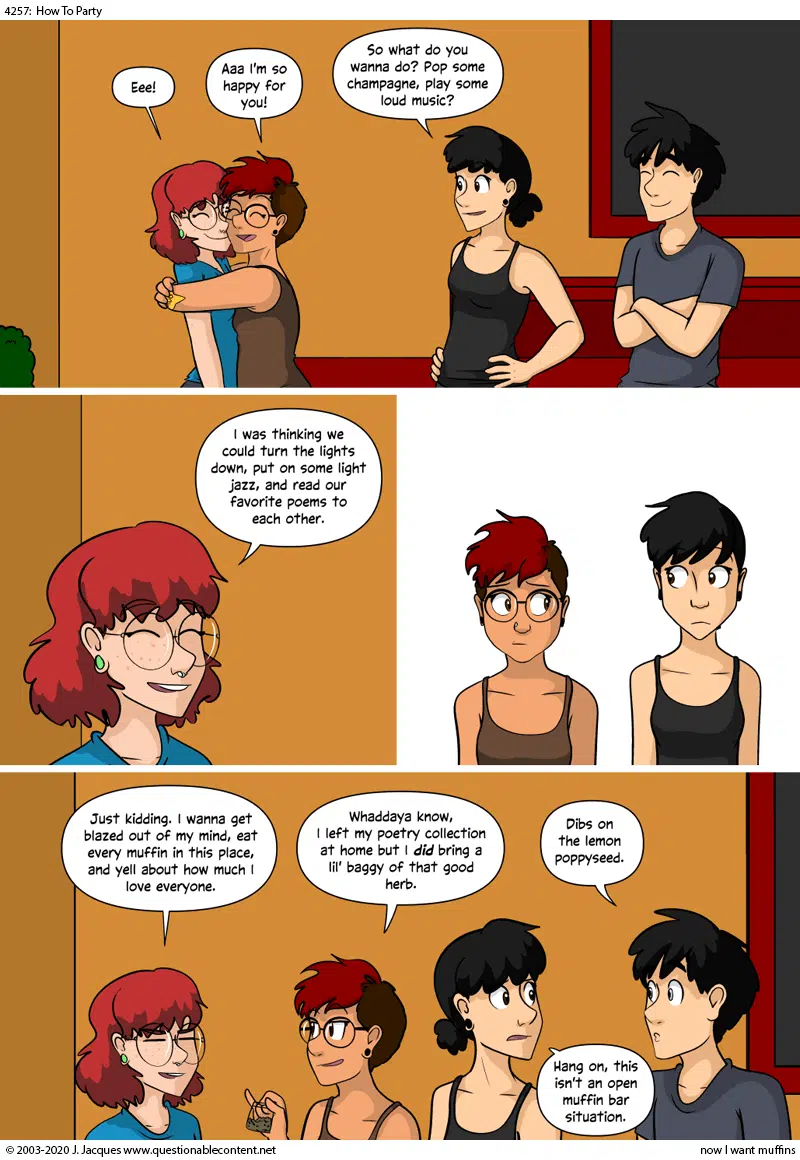 4257: How To Party
Eee!
Aaa I'm so
happy for
you!
So what do you
wanna do? Pop some
champagne, play some
loud music?
I was thinking we
could turn the lights
down, put on some light
jazz, and read our
favorite poems to
each other.
Just kidding. I wanna get
blazed out of my mind, eat
every muffin in this place,
and yell about how much I
love everyone.
Whaddaya know,
I left my poetry collection
at home but I did bring a
lil' baggy of that good
herb.
Dibs on
the lemon
poppyseed.
Hang on, this
isn't an open
muffin bar
situation.
© 2003-2020 J. Jacques www.questionablecontent.net
now I want muffins